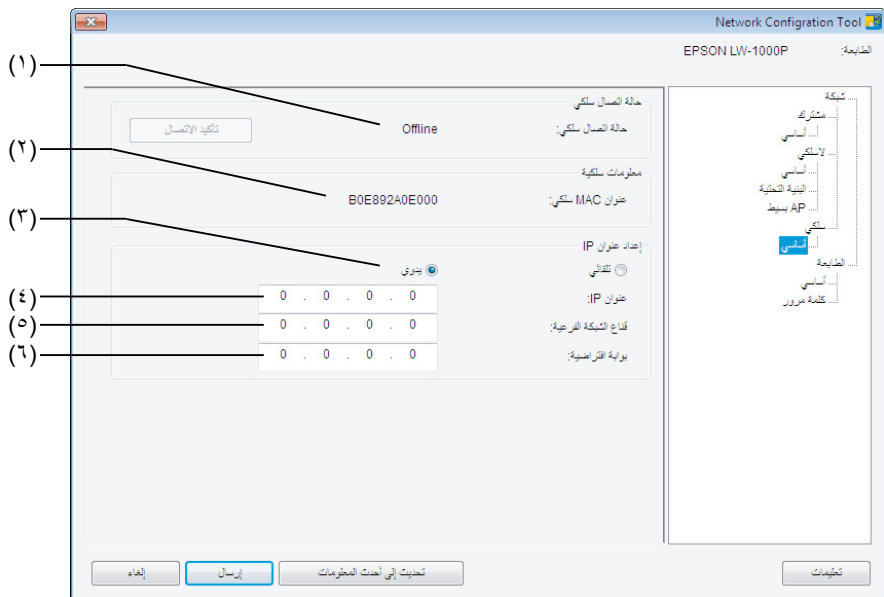 Network Configration Tool
الطابعة: EPSON LW-1000P
شبكة
مشترك
أساسي
لاسلكي
أساسي
البنية التحتية
AP بسيط
سلكي
أساسي
الطابعة
أساسي
كلمة مرور
حالة اتصال سلكي
(١)
حالة اتصال سلكي: Offline تأكيد الاتصال
معلومات سلكية
(٢)
عنوان MAC سلكي: B0E892A0E000
إعداد عنوان IP
(٣)
تلقائي يدوي
(٤)
عنوان IP: 0 . 0 . 0 . 0
(٥)
قناع الشبكة الفرعية: 0 . 0 . 0 . 0
(٦)
بوابة افتراضية: 0 . 0 . 0 . 0
تعليمات تحديث إلى أحدث المعلومات إرسال إلغاء